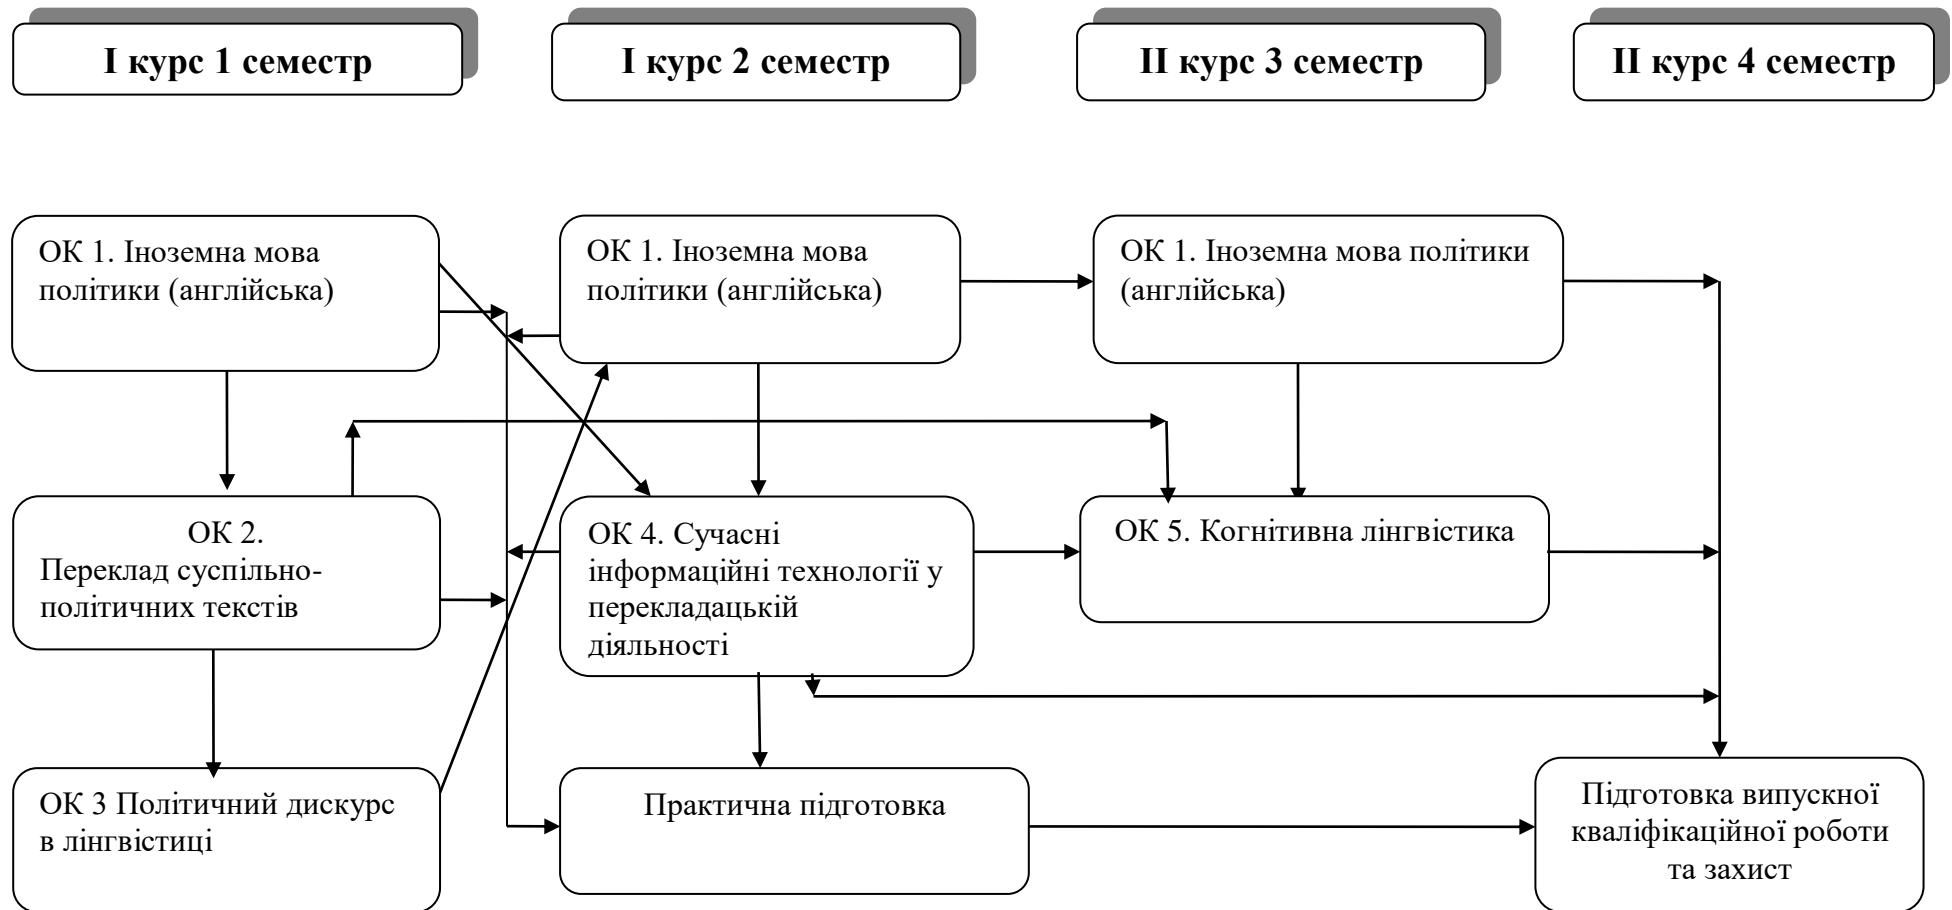 І курс 1 семестр
І курс 2 семестр
ІІ курс 3 семестр
ІІ курс 4 семестр
ОК 1. Іноземна мова
політики (англійська)
ОК 1. Іноземна мова
політики (англійська)
ОК 1. Іноземна мова політики
(англійська)
ОК 2.
Переклад суспільно-
політичних текстів
ОК 4. Сучасні
інформаційні технології у
перекладацькій
діяльності
ОК 5. Когнітивна лінгвістика
ОК 3 Політичний дискурс
в лінгвістиці
Практична підготовка
Підготовка випускної
кваліфікаційної роботи
та захист